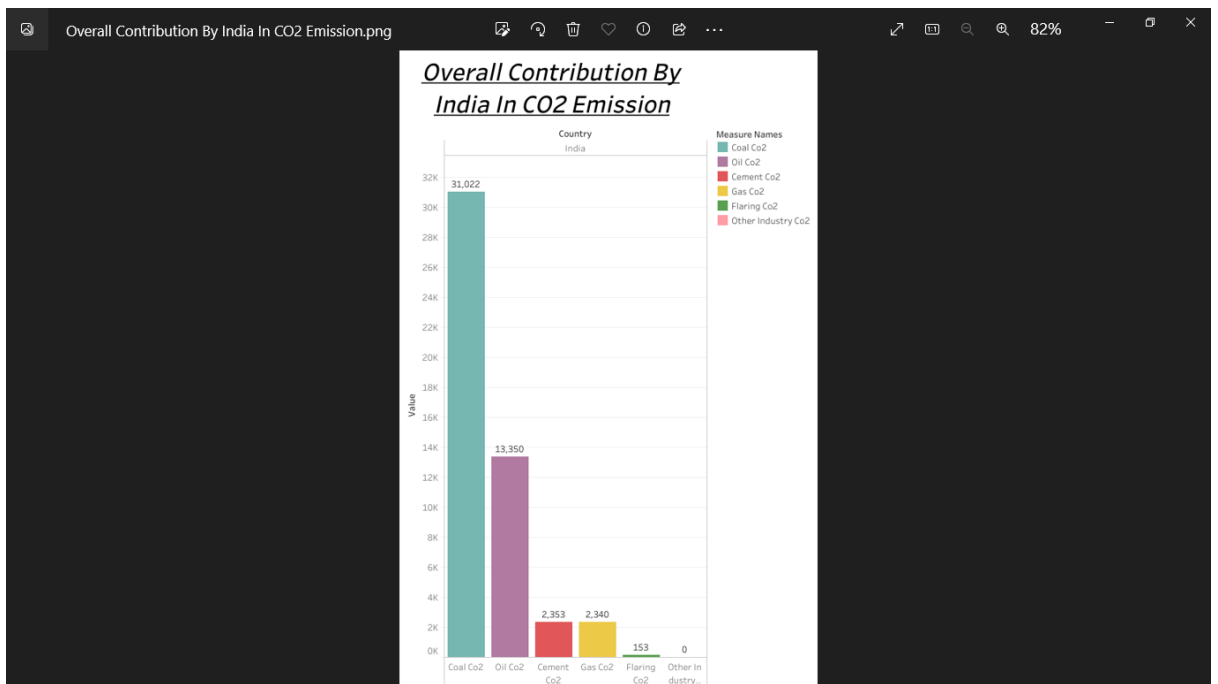 Overall Contribution By India In CO2 Emission.png
82%
Overall Contribution By
India In CO2 Emission
Country
India
Measure Names
Coal Co2
Oil Co2
Cement Co2
Gas Co2
Flaring Co2
Other Industry Co2
Value
32K
30K
28K
26K
24K
22K
20K
18K
16K
14K
12K
10K
8K
6K
4K
2K
0K
31,022
13,350
2,353
2,340
153
0
Coal Co2
Oil Co2
Cement
Co2
Gas Co2
Flaring
Co2
Other In
dustry..